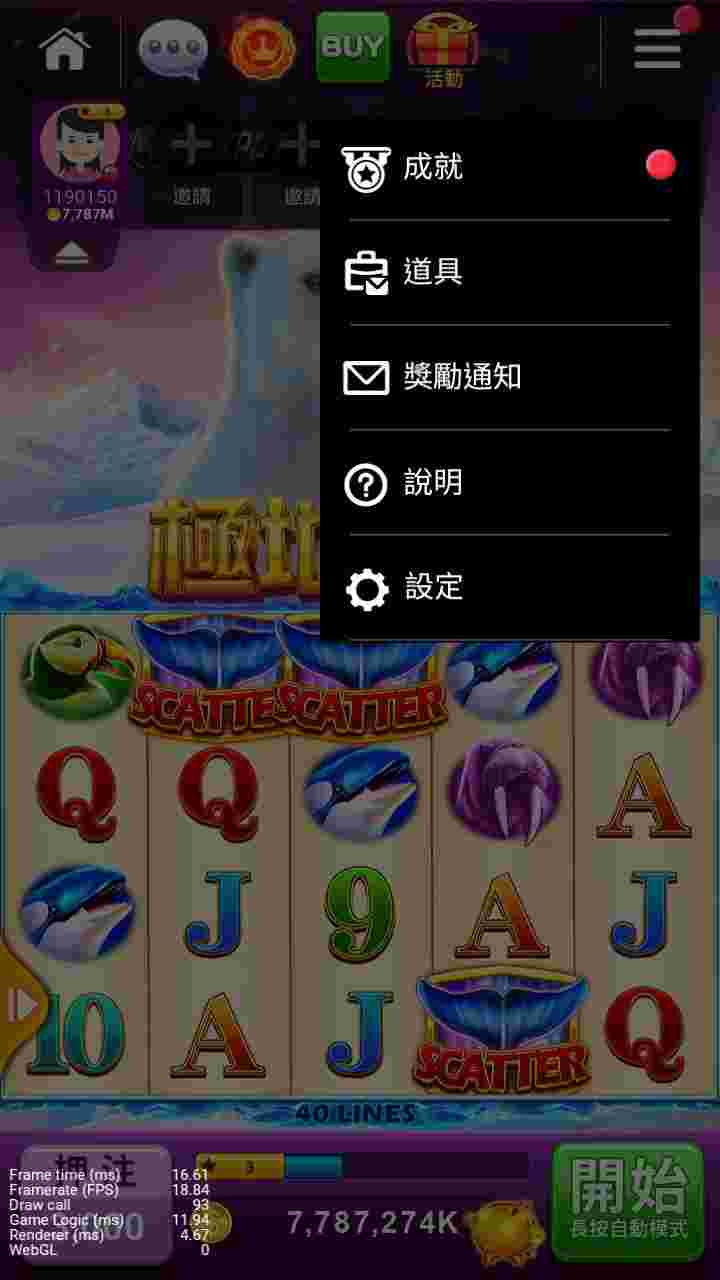 BUY
活動
1190150
7,787M
邀請
邀請
成就
道具
獎勵通知
說明
設定
極地
SCATTE
SCATTER
Q
Q
A
J
9
A
J
10
A
J
SCATTER
Q
40 LINES
押注
3
開始
長按自動模式
7,787,274K
Frame time (ms) 16.61
Framerate (FPS) 18.84
Draw call 93
Game Logic (ms) 11.94
Renderer (ms) 4.67
WebGL 0